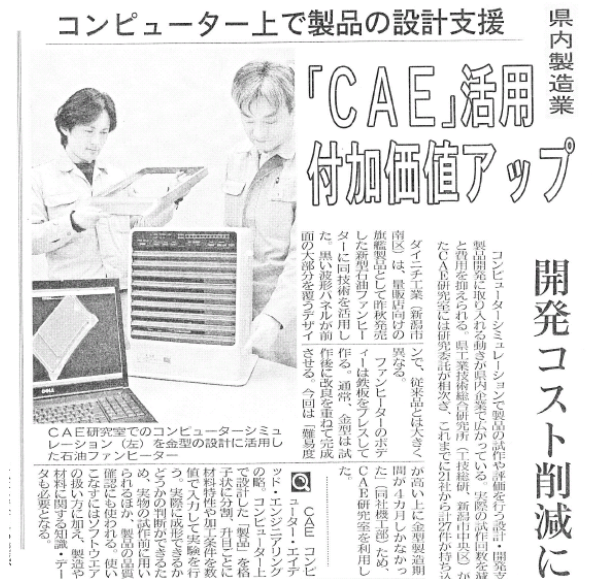 県内製造業
コンピューター上で製品の設計支援
「CAE」活用
付加価値アップ
開発コスト削減に
コンピューターシミュレーションで製品の試作や評価を行う設計・開発支
製品開発に取り入れる動きが県内企業で広がっている。実際の試作回数を減
と費用を抑えられる。県工業技術総合研究所（工技総研、新潟市中央区）が
たCAE研究室には研究委託が相次ぎ、これまでに21社から計27件が持ち込
ダイニチ工業（新潟市
南区）は、量販店向けの
旗艦製品として昨秋発売
した新型石油ファンヒー
ターに同技術を活用し
た。黒い波形パネルが前
面の大部分を覆うデザイ
ンで、従来品とは大きく
異なる。
ファンヒーターのボデ
ィーは鉄板をプレスして
作る。通常、金型は試
作後に改良を重ねて完成
させる。今回は「難易度
が高い上に金型製造期
間が4カ月しかなかっ
た」（同社機工部）ため、
CAE研究室を利用し
た。
DELL
CAE研究室でのコンピューターシミュ
レーション（左）を金型の設計に活用し
た石油ファンヒーター
CAE コンピ
ューター・エイデ
ッド・エンジニアリング
の略。コンピューター上
で設計した「製品」を格
子状に分割、升目ごとに
材料特性や加工条件を数
値で入力して実験を行
う。実際に成形できるか
どうかの判断ができるた
め、実物の試作前に用い
られるほか、製品の品質
確認にも使われる。使い
こなすにはソフトウエア
の扱い方に加え、製造や
材料に関する知識・デー
タも必要となる。